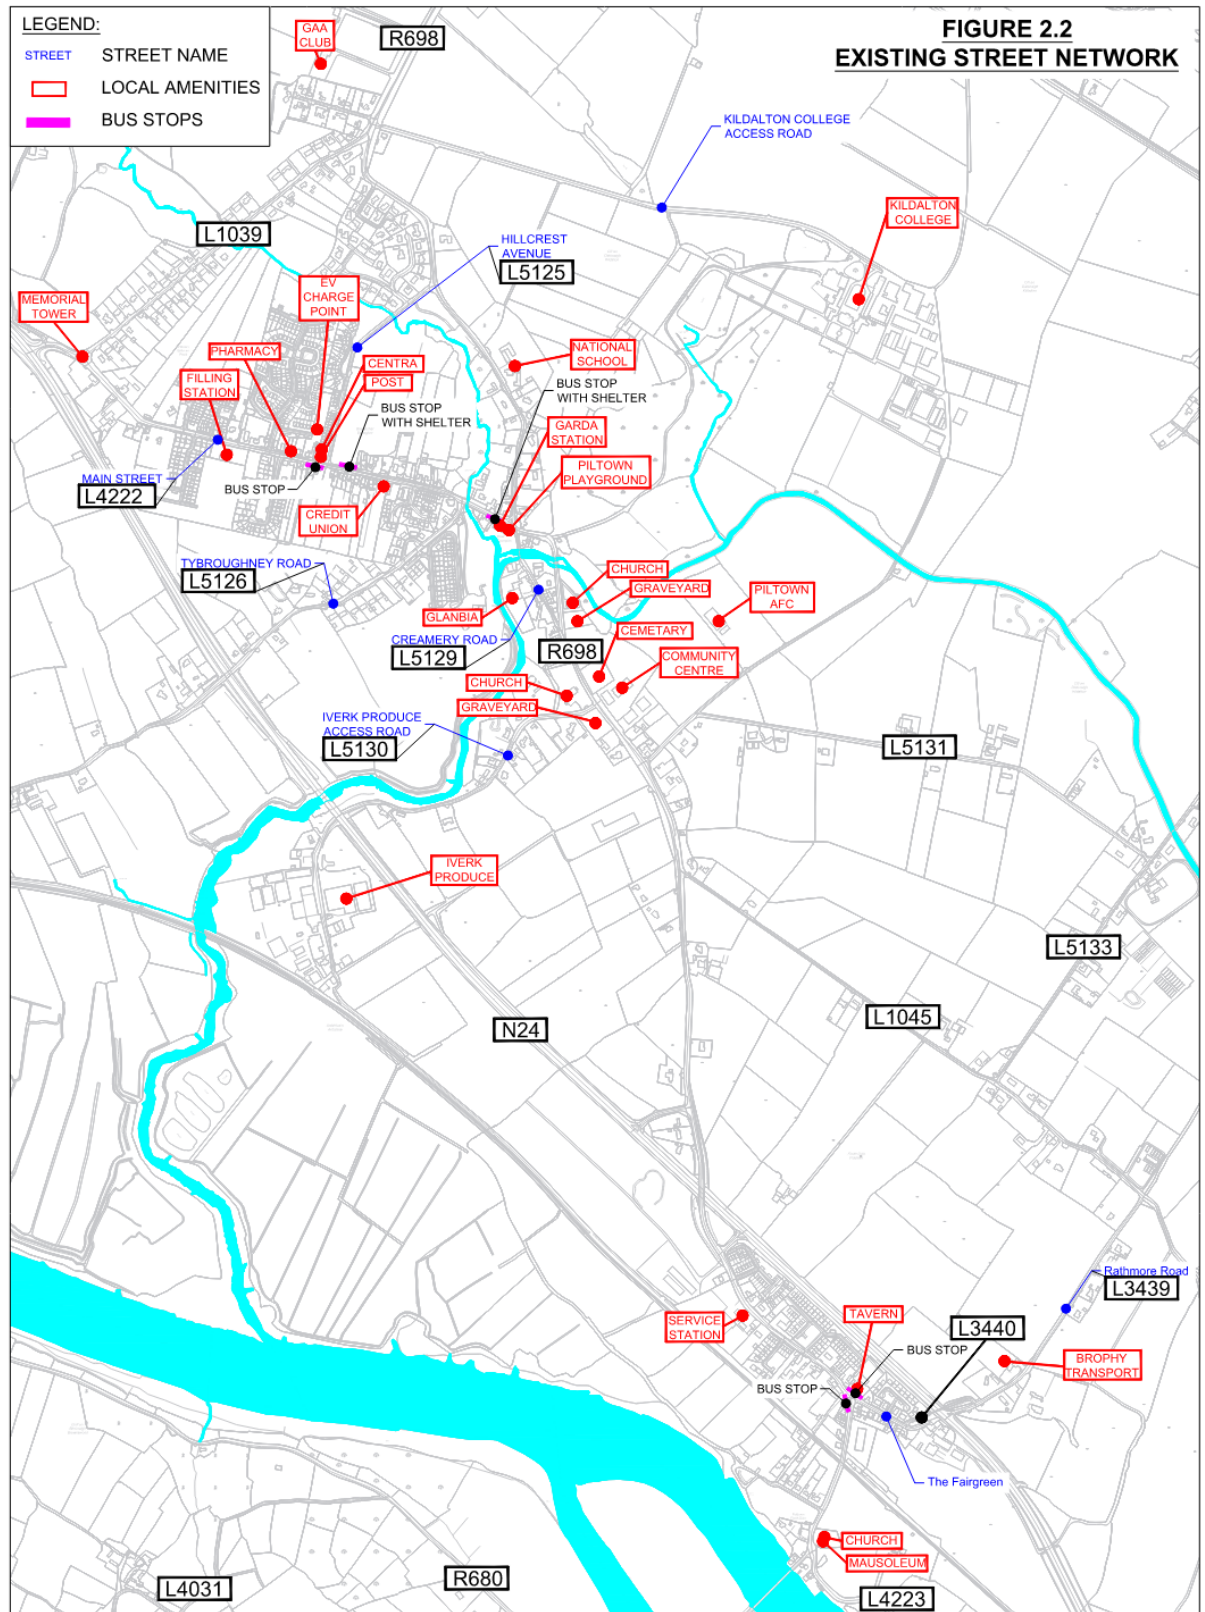 LEGEND:
STREET STREET NAME
LOCAL AMENITIES
BUS STOPS
FIGURE 2.2
EXISTING STREET NETWORK
GAA
CLUB
R698
KILDALTON COLLEGE
ACCESS ROAD
KILDALTON
COLLEGE
L1039
HILLCREST
AVENUE
L5125
EV
CHARGE
POINT
MEMORIAL
TOWER
PHARMACY
CENTRA
POST
FILLING
STATION
NATIONAL
SCHOOL
BUS STOP
WITH SHELTER
BUS STOP
WITH SHELTER
GARDA
STATION
PILTOWN
PLAYGROUND
MAIN STREET
L4222
BUS STOP
CREDIT
UNION
TYBROUGHNEY ROAD
L5126
CHURCH
GRAVEYARD
PILTOWN
AFC
GLANBIA
CEMETARY
CREAMERY ROAD
L5129
R698
COMMUNITY
CENTRE
CHURCH
GRAVEYARD
IVERK PRODUCE
ACCESS ROAD
L5130
L5131
IVERK
PRODUCE
L5133
L1045
N24
Rathmore Road
L3439
SERVICE
STATION
TAVERN
L3440
BUS STOP
BROPHY
TRANSPORT
BUS STOP
The Fairgreen
CHURCH
MAUSOLEUM
L4031
R680
L4223